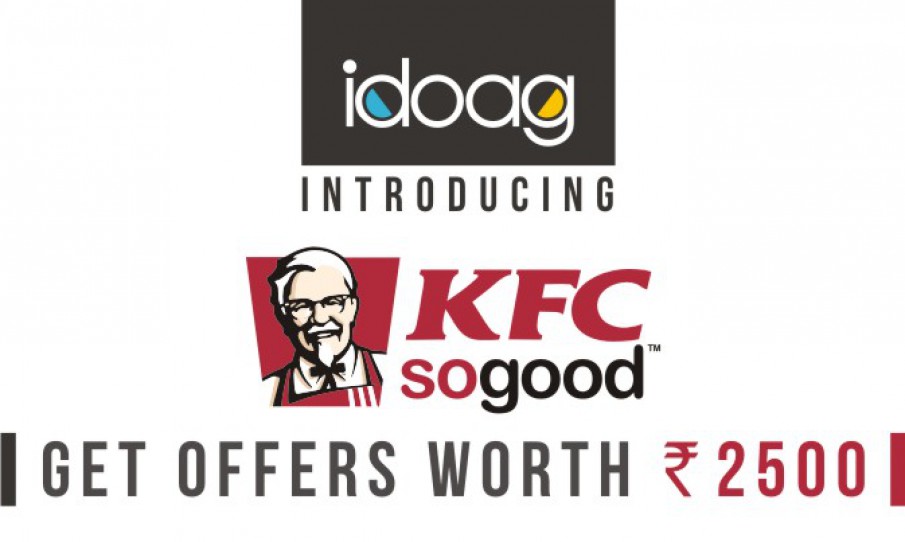 idoag
INTRODUCING
KFC
sogood™
GET OFFERS WORTH ₹ 2500